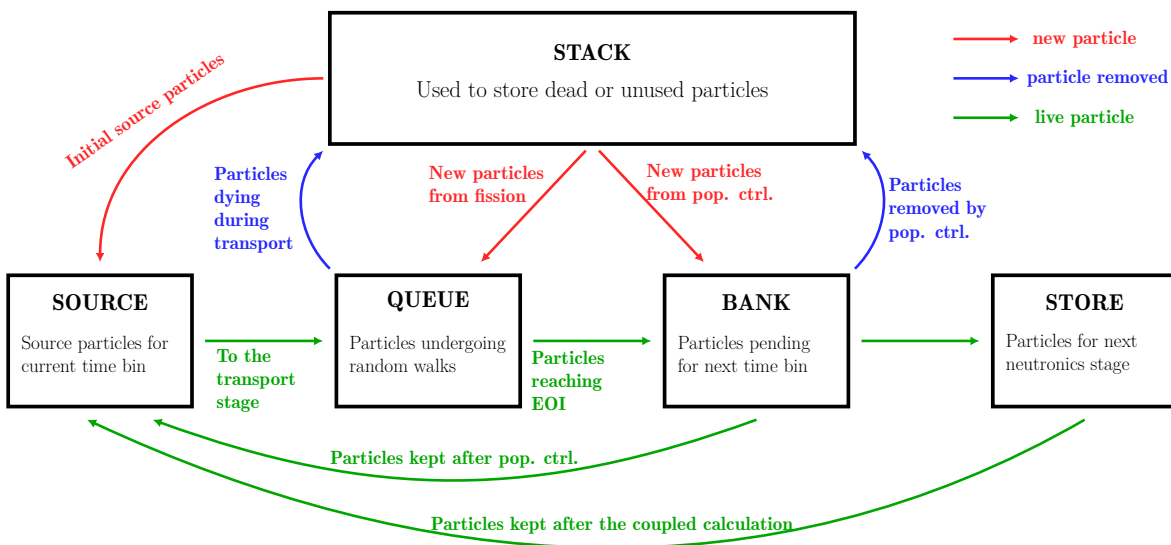 STACK
Used to store dead or unused particles
new particle
particle removed
live particle
Initial source particles
Particles
dying
during
transport
New particles
from fission
New particles
from pop. ctrl.
Particles
removed by
pop. ctrl.
SOURCE
Source particles for
current time bin
To the
transport
stage
QUEUE
Particles undergoing
random walks
Particles
reaching
EOI
BANK
Particles pending
for next time bin
STORE
Particles for next
neutronics stage
Particles kept after pop. ctrl.
Particles kept after the coupled calculation